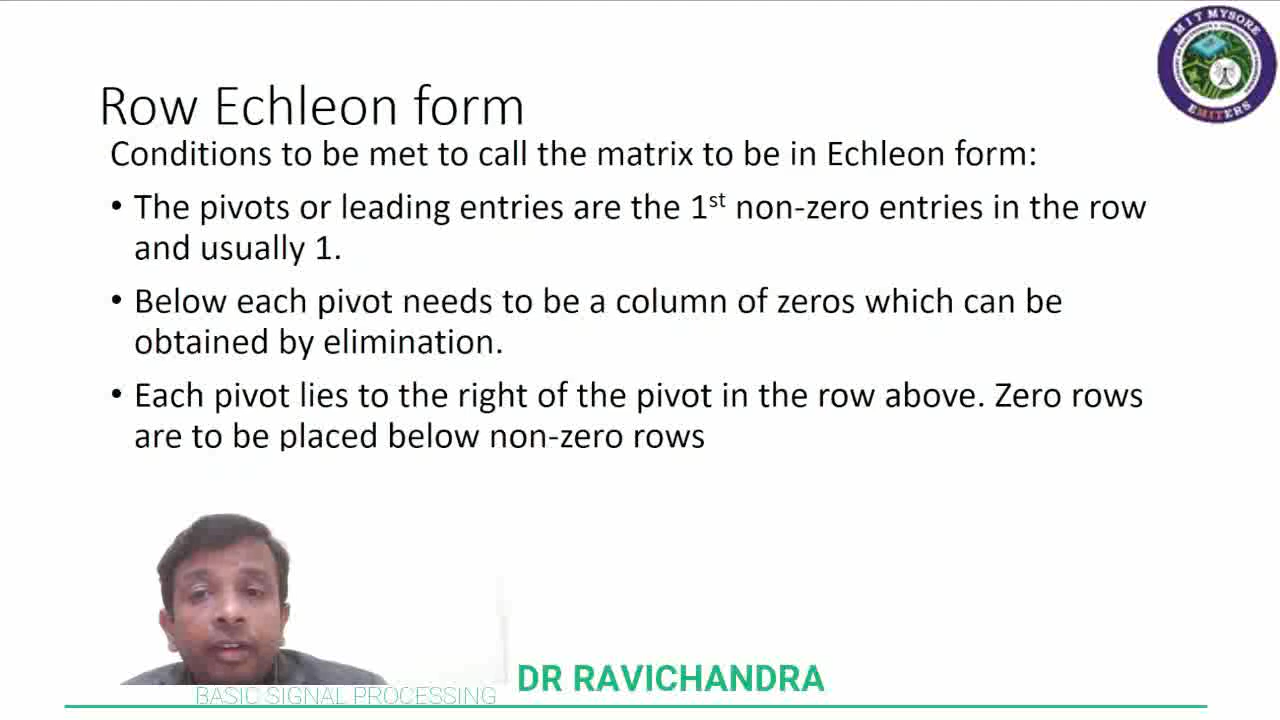 MIT MYSORE
EMITERS
Row Echleon form
Conditions to be met to call the matrix to be in Echleon form:
• The pivots or leading entries are the 1st non-zero entries in the row
and usually 1.
• Below each pivot needs to be a column of zeros which can be
obtained by elimination.
• Each pivot lies to the right of the pivot in the row above. Zero rows
are to be placed below non-zero rows
DR RAVICHANDRA
BASIC SIGNAL PROCESSING